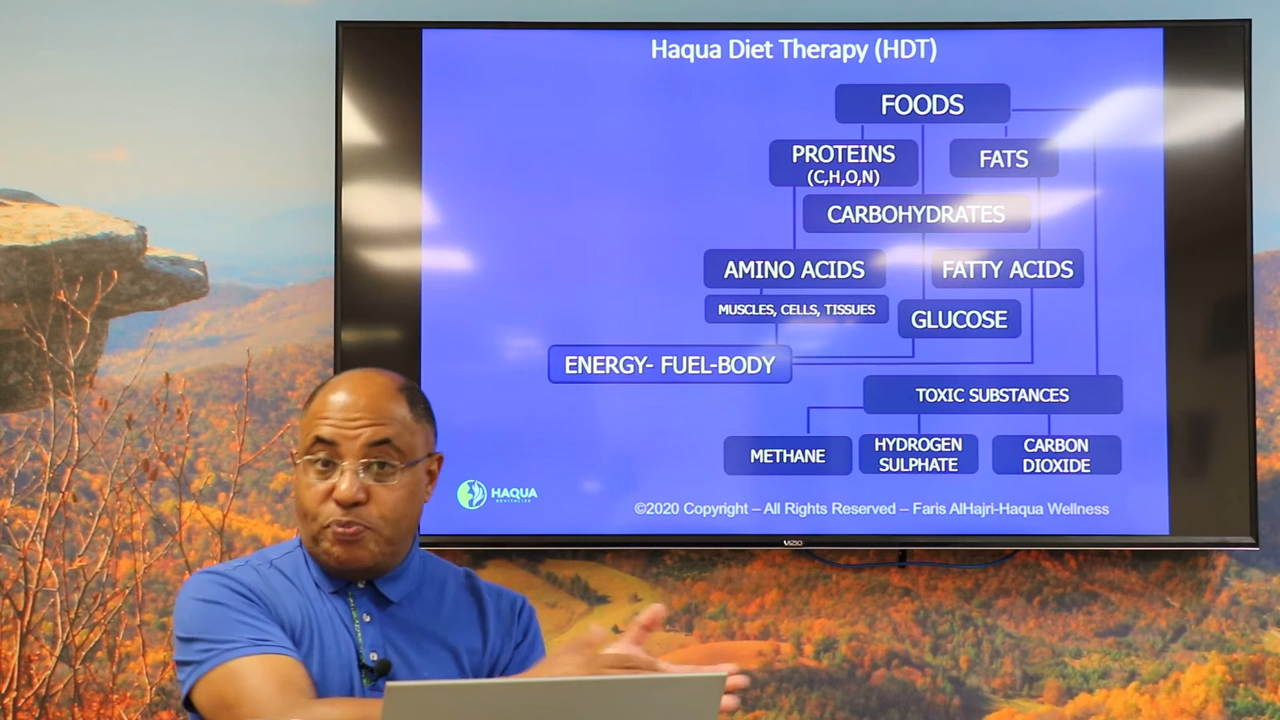 Haqua Diet Therapy (HDT)
FOODS
PROTEINS
(C,H,O,N)
FATS
CARBOHYDRATES
AMINO ACIDS
FATTY ACIDS
MUSCLES, CELLS, TISSUES
GLUCOSE
ENERGY- FUEL-BODY
TOXIC SUBSTANCES
METHANE
HYDROGEN
SULPHATE
CARBON
DIOXIDE
HAQUA
REVITALIZE
©2020 Copyright – All Rights Reserved – Faris AlHajri-Haqua Wellness
VIZIO